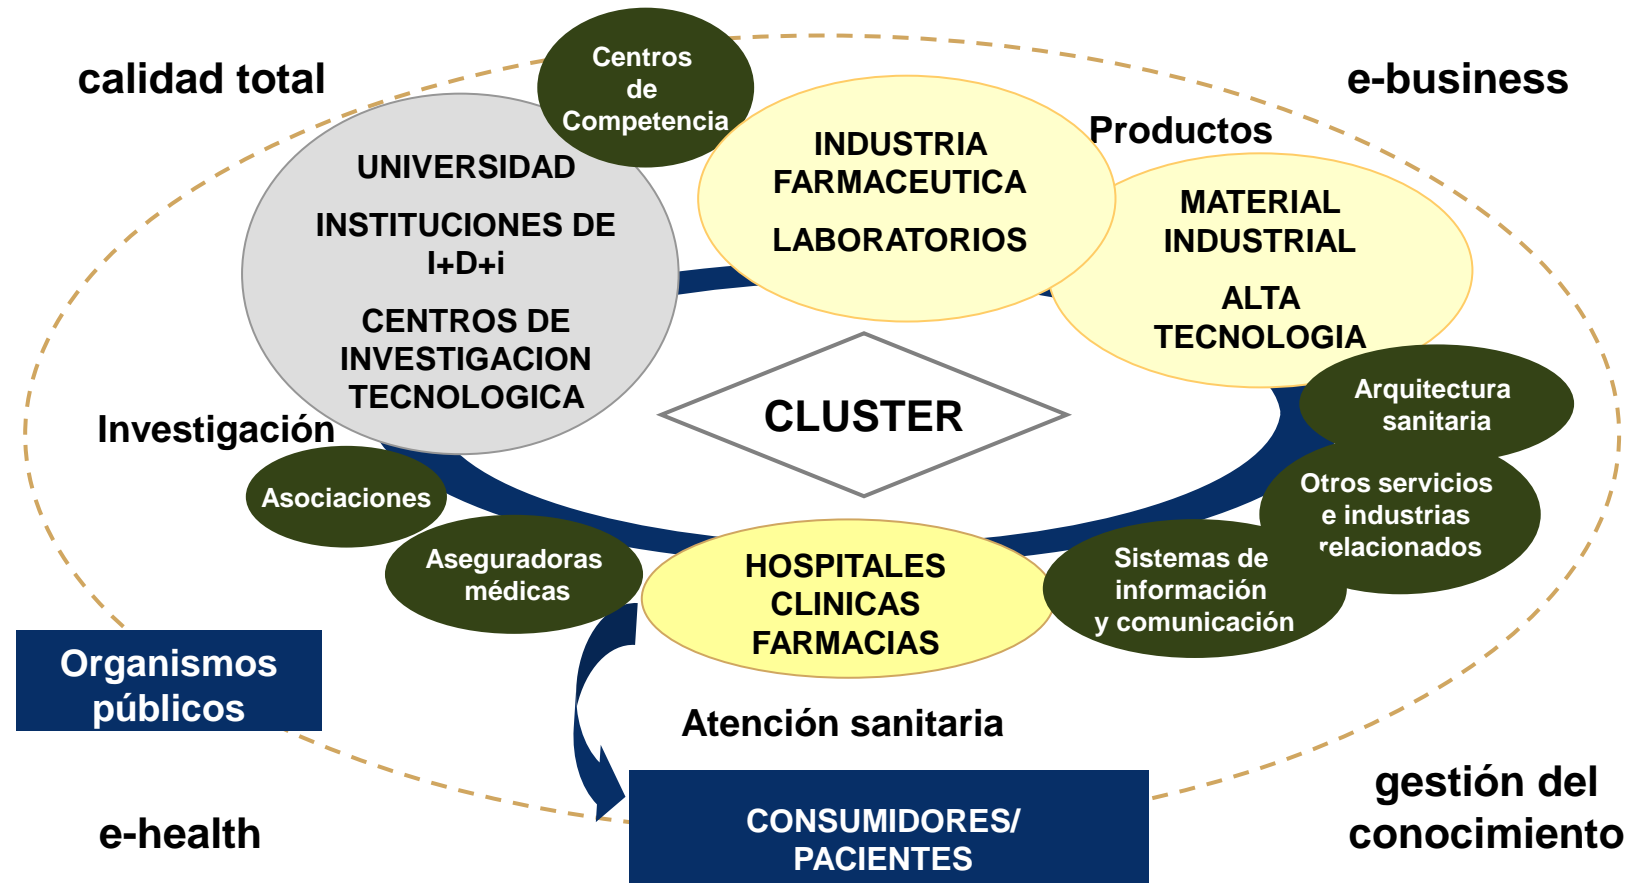 calidad total
Centros
de
Competencia
e-business
Productos
UNIVERSIDAD
INSTITUCIONES DE
I+D+i
CENTROS DE
INVESTIGACION
TECNOLOGICA
INDUSTRIA
FARMACEUTICA
LABORATORIOS
MATERIAL
INDUSTRIAL
ALTA
TECNOLOGIA
Investigación
CLUSTER
Arquitectura
sanitaria
Asociaciones
Otros servicios
e industrias
relacionados
Aseguradoras
médicas
HOSPITALES
CLINICAS
FARMACIAS
Sistemas de
información
y comunicación
Organismos
públicos
Atención sanitaria
e-health
CONSUMIDORES/
PACIENTES
gestión del
conocimiento